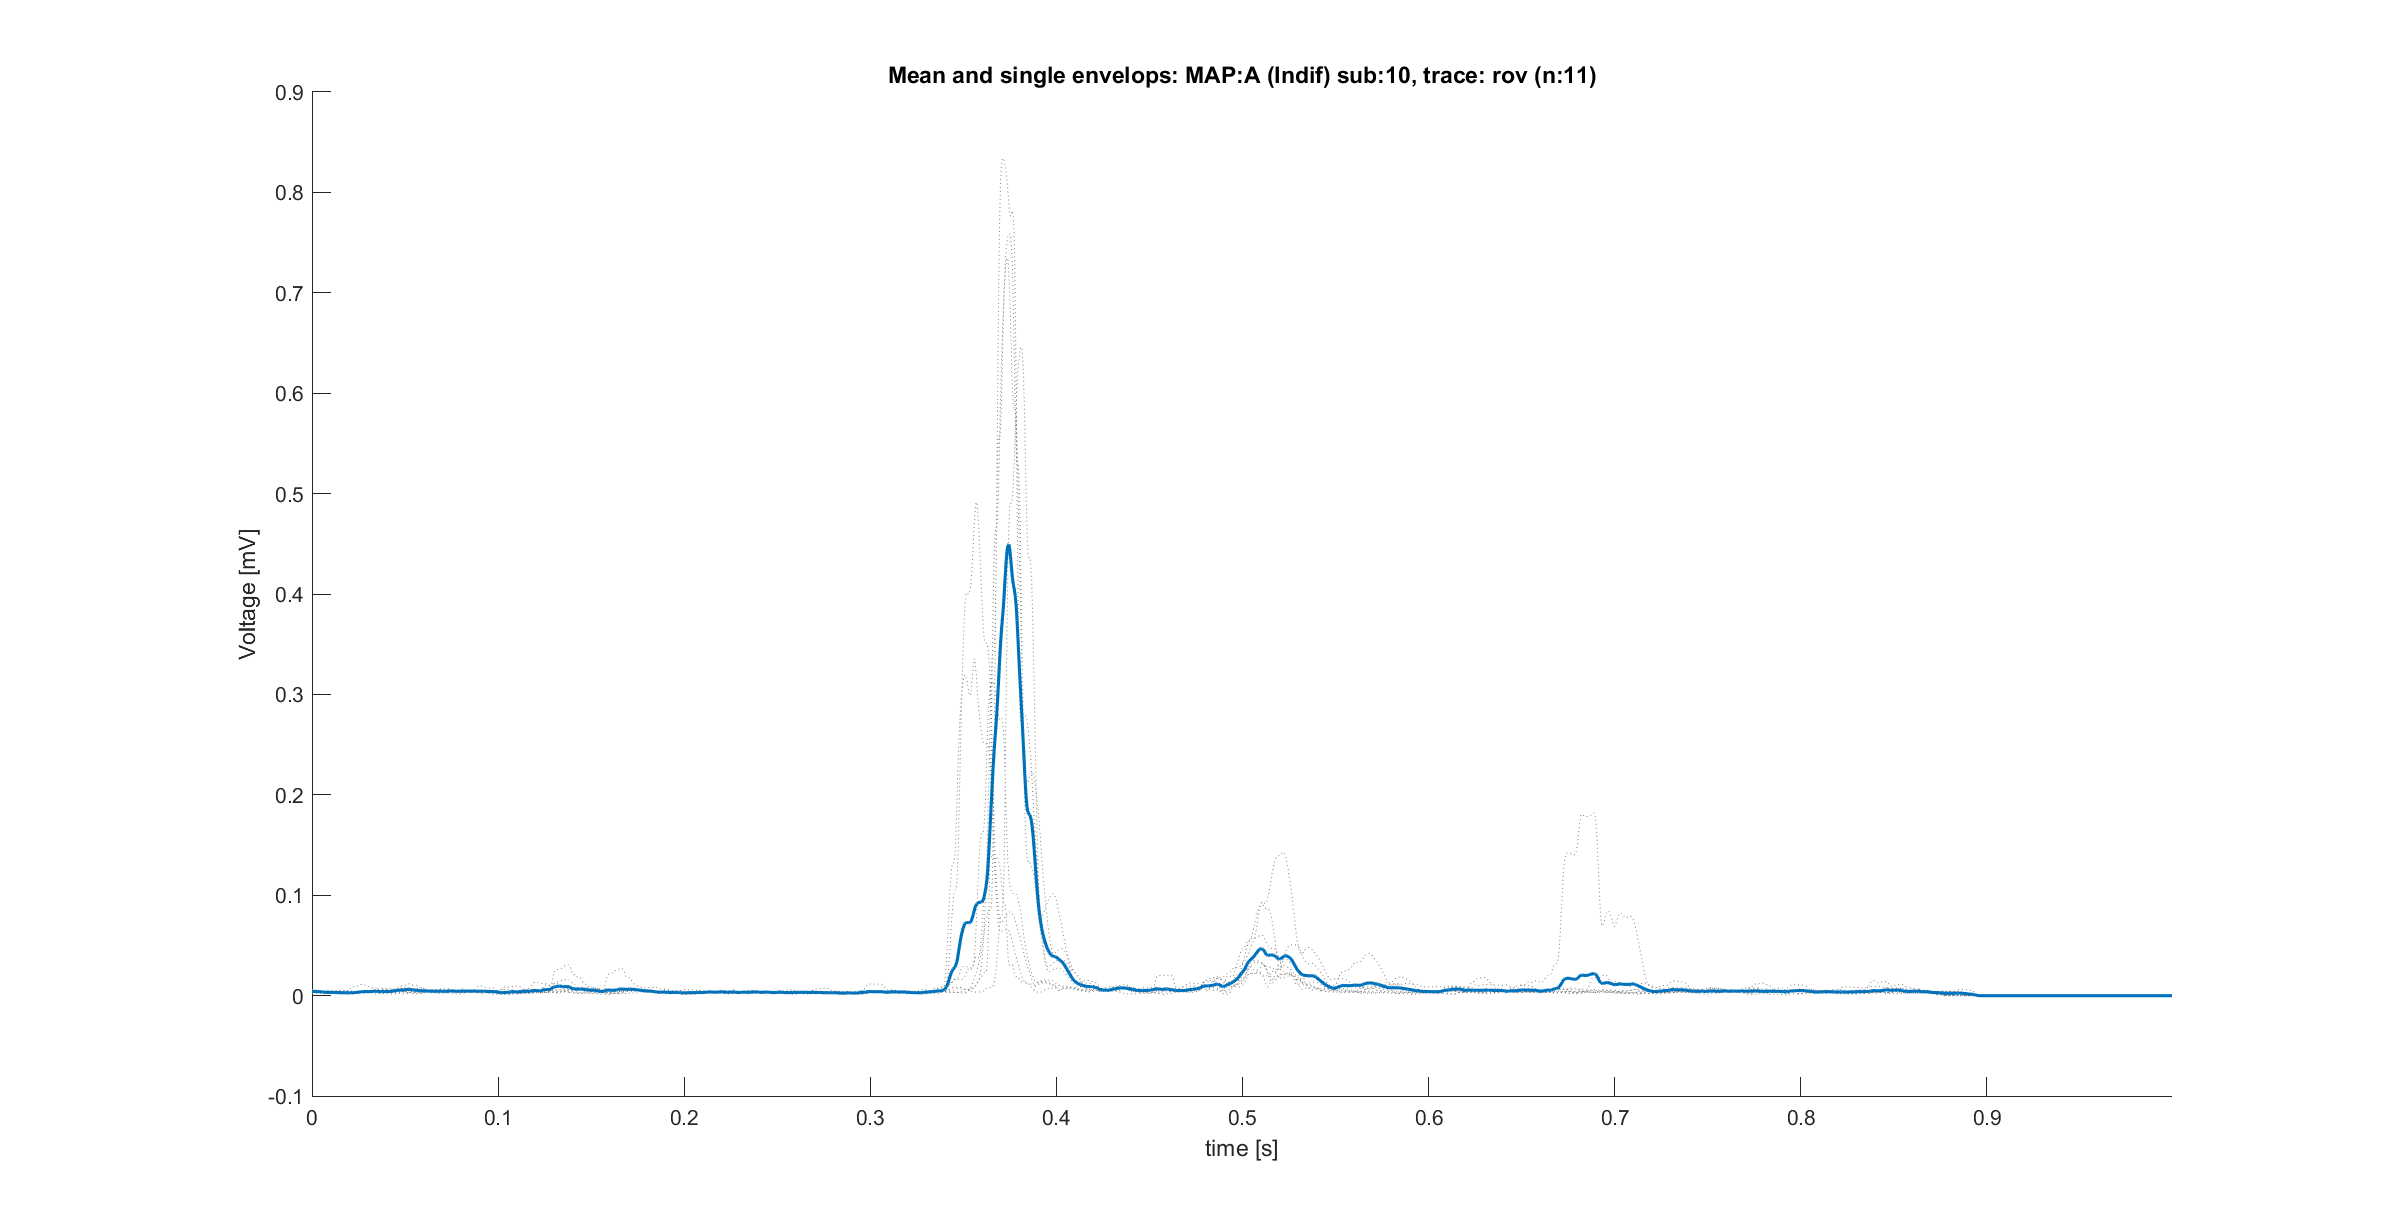 Mean and single envelops: MAP:A (Indif) sub:10, trace: rov (n:11)
0.9
0.8
0.7
0.6
0.5
0.4
0.3
0.2
0.1
0
-0.1
Voltage [mV]
0 0.1 0.2 0.3 0.4 0.5 0.6 0.7 0.8 0.9
time [s]